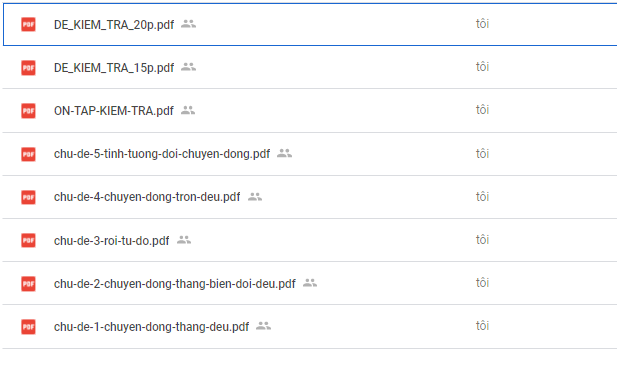 PDF DE_KIEM_TRA_20p.pdf tôi
PDF DE_KIEM_TRA_15p.pdf tôi
PDF ON-TAP-KIEM-TRA.pdf tôi
PDF chu-de-5-tinh-tuong-doi-chuyen-dong.pdf tôi
PDF chu-de-4-chuyen-dong-tron-deu.pdf tôi
PDF chu-de-3-roi-tu-do.pdf tôi
PDF chu-de-2-chuyen-dong-thang-bien-doi-deu.pdf tôi
PDF chu-de-1-chuyen-dong-thang-deu.pdf tôi